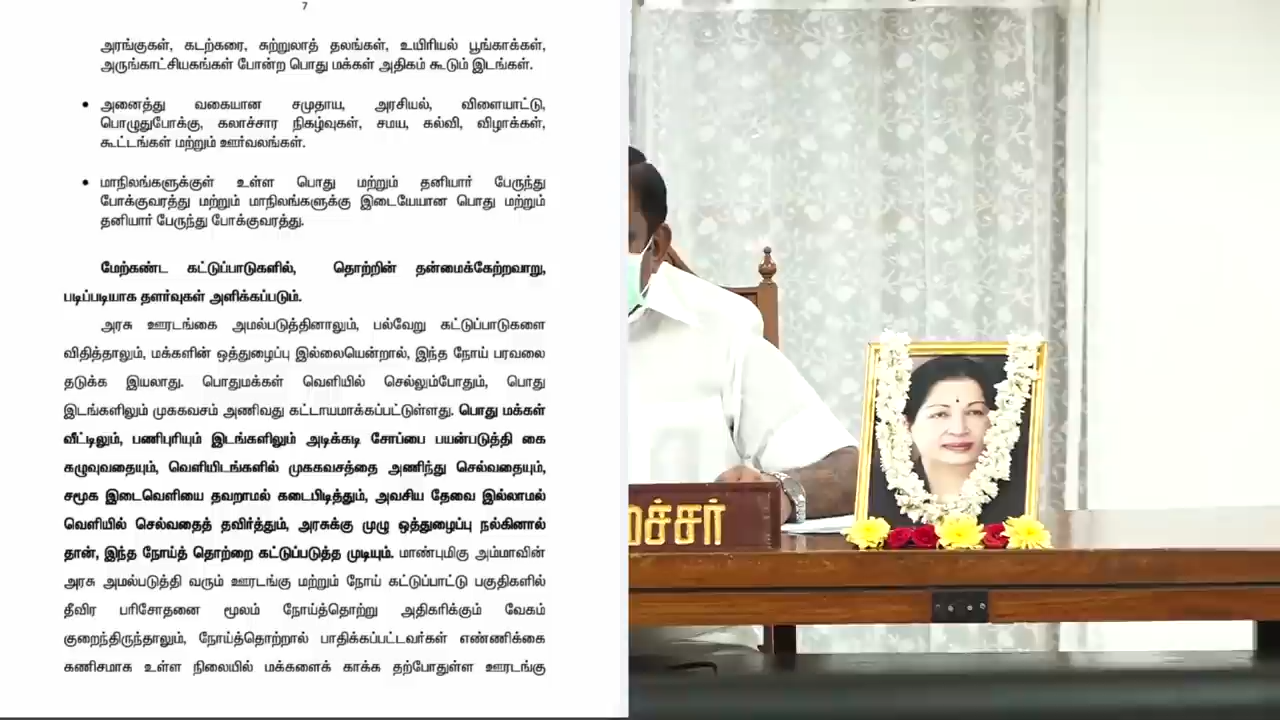 7
அரங்குகள், கடற்கரை, சுற்றுலாத் தலங்கள், உயிரியல் பூங்காக்கள்,
அருங்காட்சியகங்கள் போன்ற பொது மக்கள் அதிகம் கூடும் இடங்கள்.
• அனைத்து வகையான சமுதாய, அரசியல், விளையாட்டு,
பொழுதுபோக்கு, கலாச்சார நிகழ்வுகள், சமய, கல்வி, விழாக்கள்,
கூட்டங்கள் மற்றும் ஊர்வலங்கள்.
• மாநிலங்களுக்குள் உள்ள பொது மற்றும் தனியார் பேருந்து
போக்குவரத்து மற்றும் மாநிலங்களுக்கு இடையேயான பொது மற்றும்
தனியார் பேருந்து போக்குவரத்து.
மேற்கண்ட கட்டுப்பாடுகளில், தொற்றின் தன்மைக்கேற்றவாறு,
படிப்படியாக தளர்வுகள் அளிக்கப்படும்.
அரசு ஊரடங்கை அமல்படுத்தினாலும், பல்வேறு கட்டுப்பாடுகளை
விதித்தாலும், மக்களின் ஒத்துழைப்பு இல்லையென்றால், இந்த நோய் பரவலை
தடுக்க இயலாது. பொதுமக்கள் வெளியில் செல்லும்போதும், பொது
இடங்களிலும் முககவசம் அணிவது கட்டாயமாக்கப்பட்டுள்ளது. பொது மக்கள்
வீட்டிலும், பணிபுரியும் இடங்களிலும் அடிக்கடி சோப்பை பயன்படுத்தி கை
கழுவுவதையும், வெளியிடங்களில் முககவசத்தை அணிந்து செல்வதையும்,
சமூக இடைவெளியை தவறாமல் கடைபிடித்தும், அவசிய தேவை இல்லாமல்
வெளியில் செல்வதைத் தவிர்த்தும், அரசுக்கு முழு ஒத்துழைப்பு நல்கினால்
தான், இந்த நோய்த் தொற்றை கட்டுப்படுத்த முடியும். மாண்புமிகு அம்மாவின்
அரசு அமல்படுத்தி வரும் ஊரடங்கு மற்றும் நோய் கட்டுப்பாட்டு பகுதிகளில்
தீவிர பரிசோதனை மூலம் நோய்த்தொற்று அதிகரிக்கும் வேகம்
குறைந்திருந்தாலும், நோய்த்தொற்றால் பாதிக்கப்பட்டவர்கள் எண்ணிக்கை
கணிசமாக உள்ள நிலையில் மக்களைக் காக்க தற்போதுள்ள ஊரடங்கு
மச்சர்